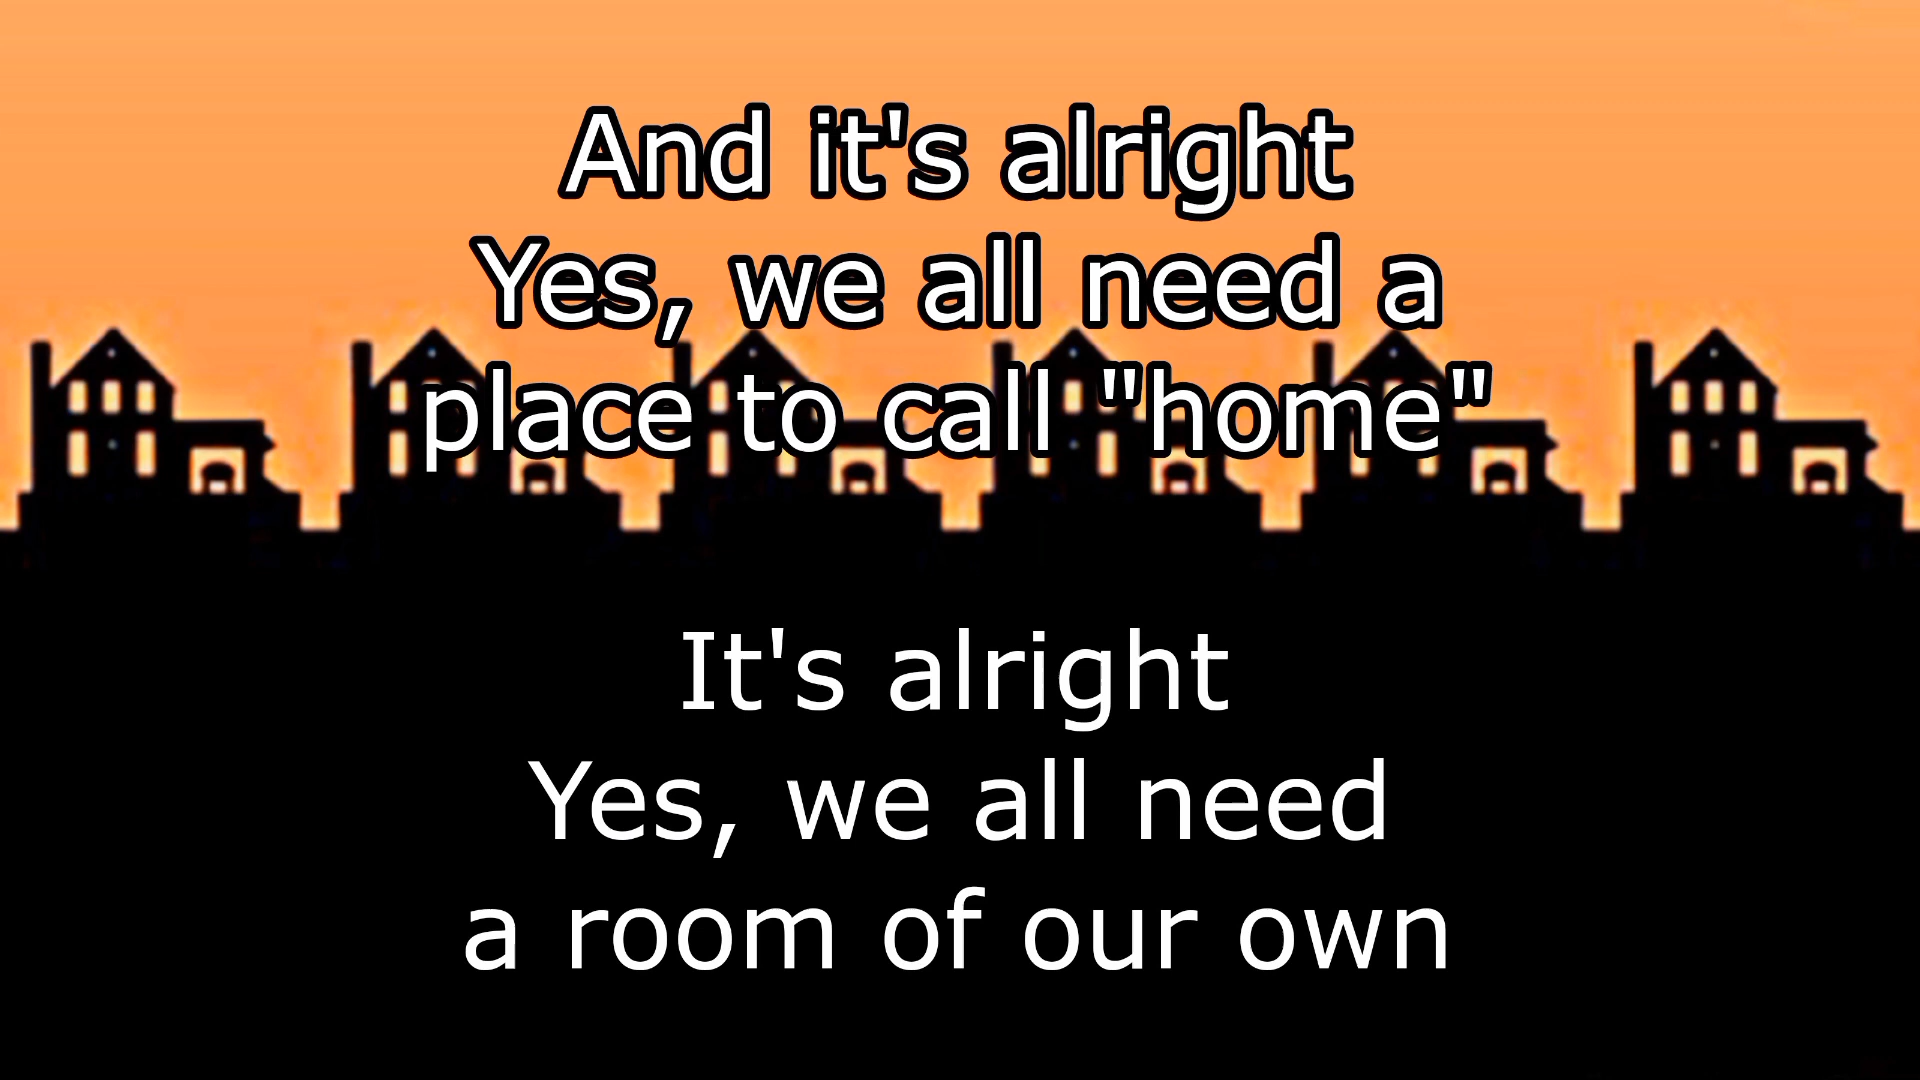 And it's alright
Yes, we all need a
place to call "home"
It's alright
Yes, we all need
a room of our own